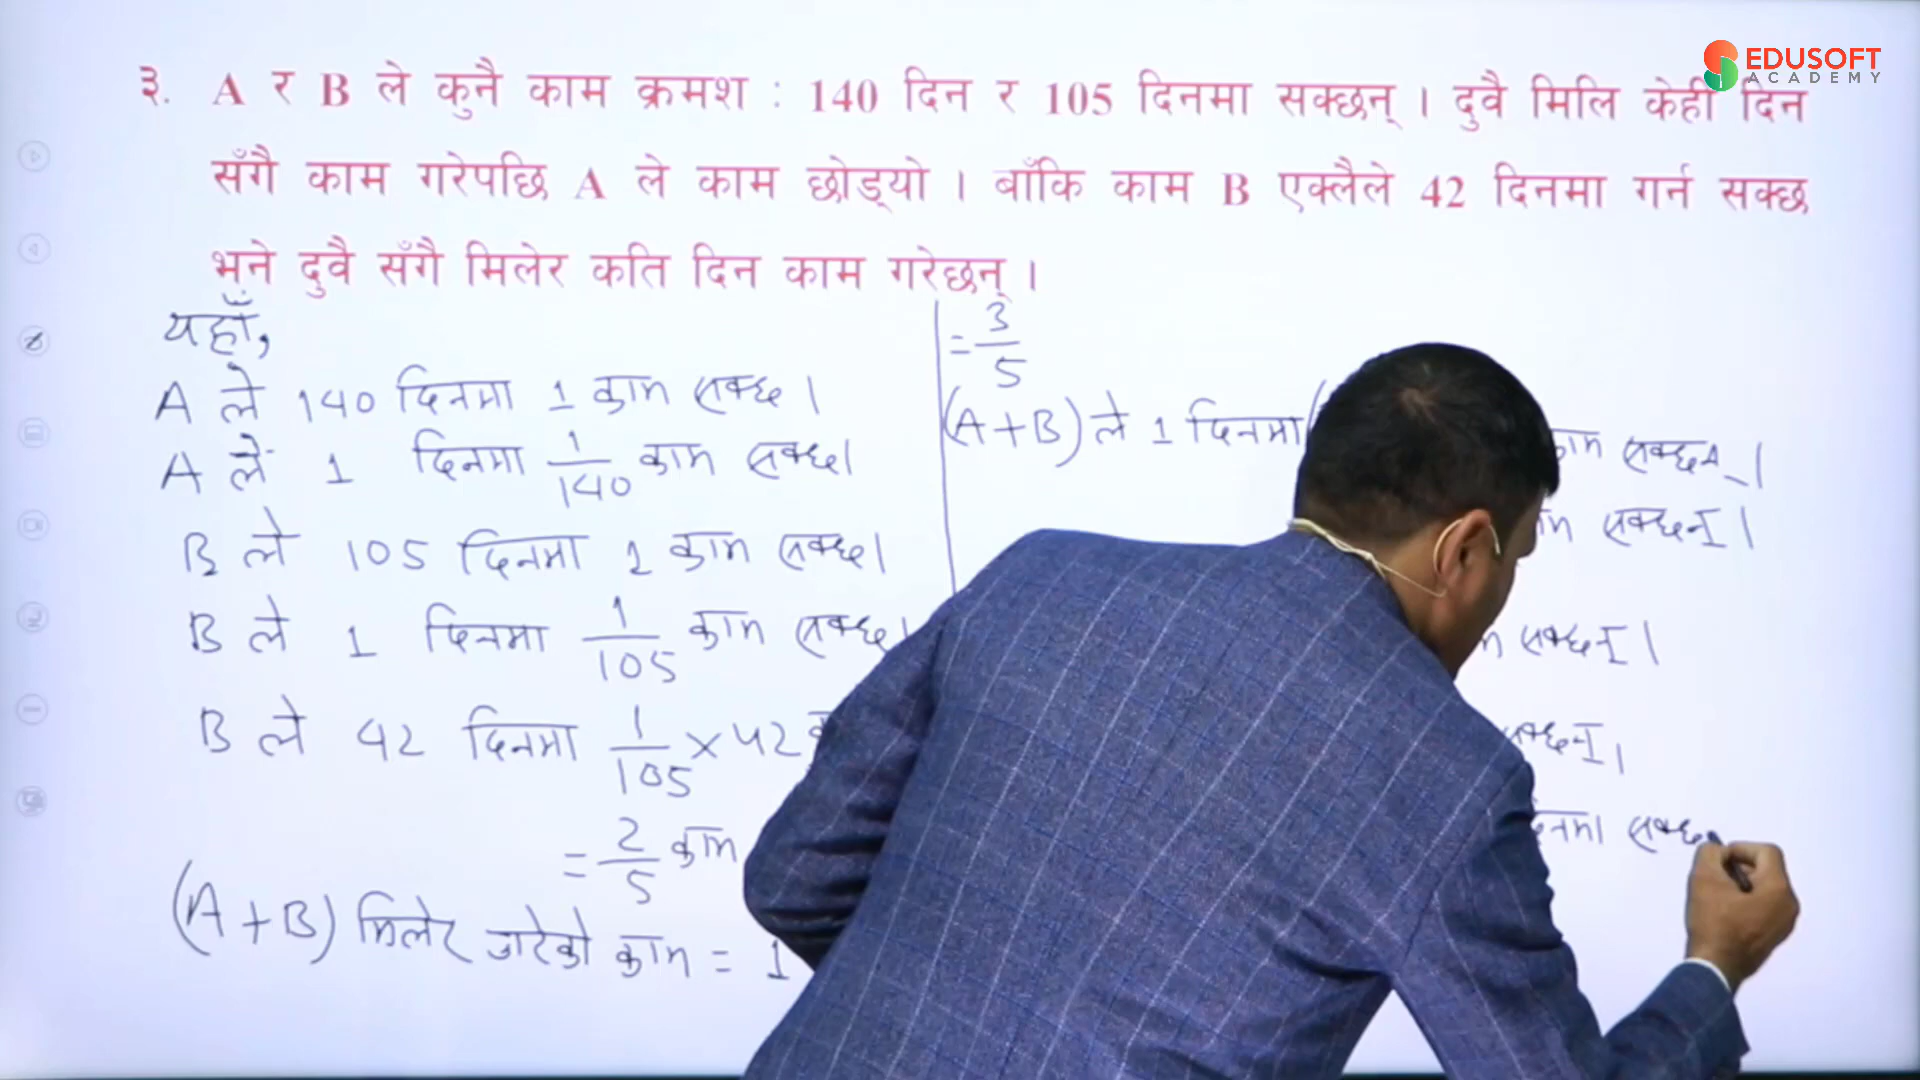 EDUSOFT
ACADEMY
३. A र B ले कुनै काम क्रमश : 140 दिन र 105 दिनमा सक्छन् । दुवै मिलि केही दिन
सँगै काम गरेपछि A ले काम छोड्यो । बाँकि काम B एक्लैले 42 दिनमा गर्न सक्छ
भने दुवै सँगै मिलेर कति दिन काम गरेछन् ।
यहाँ,
A ले 140 दिनमा 1 काम सक्छ ।
A ले 1 दिनमा 1/140 काम सक्छ ।
B ले 105 दिनमा 1 काम सक्छ ।
B ले 1 दिनमा 1/105 काम सक्छ ।
B ले 42 दिनमा 1/105 × 42
= 2/5 काम
(A+B) मिलेर गरेको काम = 1
= 3/5
(A+B) ले 1 दिनमा ( काम सक्छन् ।
सक्छन् ।
सक्छन् ।
सक्छन् ।
सक्छ